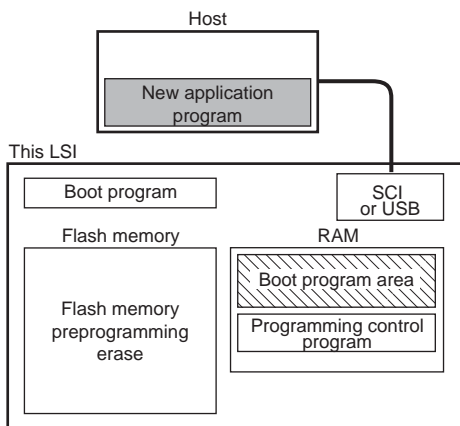 Host
New application
program
This LSI
Boot program
SCI
or USB
Flash memory
RAM
Flash memory
preprogramming
erase
Boot program area
Programming control
program